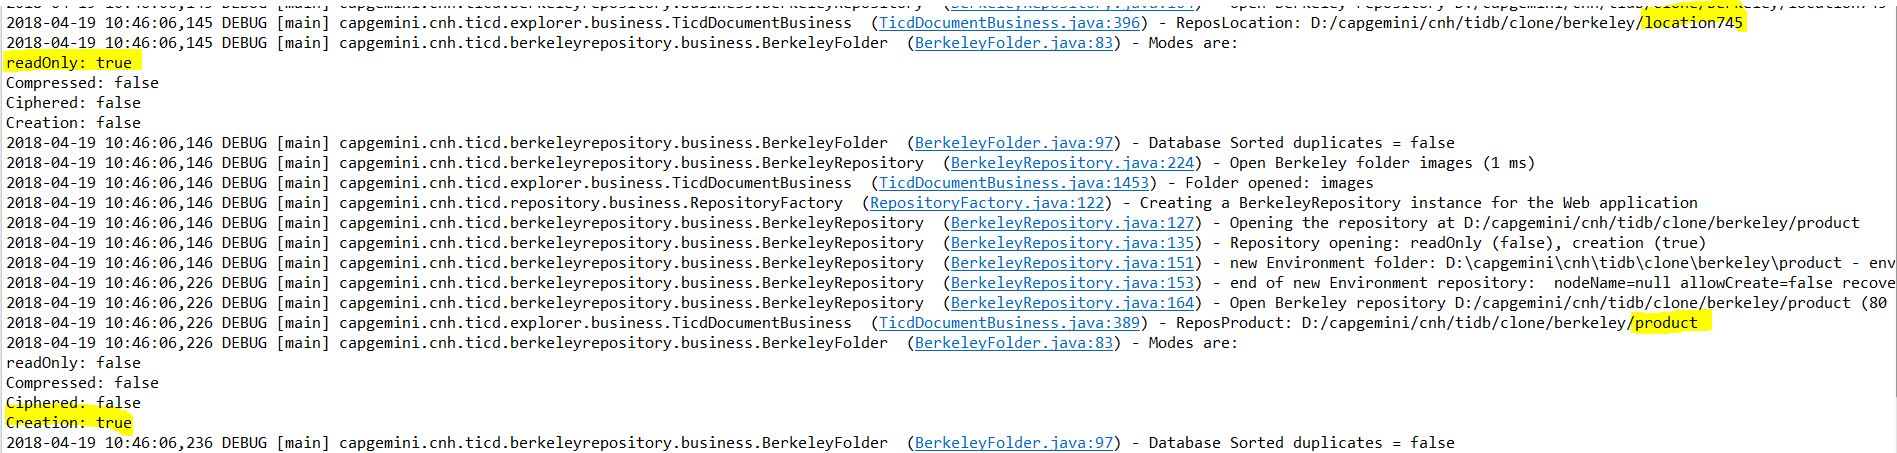 2018-04-19 10:46:06,145 DEBUG [main] capgemini.cnh.ticd.explorer.business.TicdDocumentBusiness  (TicdDocumentBusiness.java:396) - ReposLocation: D:/capgemini/cnh/tidb/clone/berkeley/location745
2018-04-19 10:46:06,145 DEBUG [main] capgemini.cnh.ticd.berkeleyrepository.business.BerkeleyFolder  (BerkeleyFolder.java:83) - Modes are:
readOnly: true
Compressed: false
Ciphered: false
Creation: false
2018-04-19 10:46:06,146 DEBUG [main] capgemini.cnh.ticd.berkeleyrepository.business.BerkeleyFolder  (BerkeleyFolder.java:97) - Database Sorted duplicates = false
2018-04-19 10:46:06,146 DEBUG [main] capgemini.cnh.ticd.berkeleyrepository.business.BerkeleyRepository  (BerkeleyRepository.java:224) - Open Berkeley folder images (1 ms)
2018-04-19 10:46:06,146 DEBUG [main] capgemini.cnh.ticd.explorer.business.TicdDocumentBusiness  (TicdDocumentBusiness.java:1453) - Folder opened: images
2018-04-19 10:46:06,146 DEBUG [main] capgemini.cnh.ticd.repository.business.RepositoryFactory  (RepositoryFactory.java:122) - Creating a BerkeleyRepository instance for the Web application
2018-04-19 10:46:06,146 DEBUG [main] capgemini.cnh.ticd.berkeleyrepository.business.BerkeleyRepository  (BerkeleyRepository.java:127) - Opening the repository at D:/capgemini/cnh/tidb/clone/berkeley/product
2018-04-19 10:46:06,146 DEBUG [main] capgemini.cnh.ticd.berkeleyrepository.business.BerkeleyRepository  (BerkeleyRepository.java:135) - Repository opening: readOnly (false), creation (true)
2018-04-19 10:46:06,146 DEBUG [main] capgemini.cnh.ticd.berkeleyrepository.business.BerkeleyRepository  (BerkeleyRepository.java:151) - new Environment folder: D:\capgemini\cnh\tidb\clone\berkeley\product - env
2018-04-19 10:46:06,226 DEBUG [main] capgemini.cnh.ticd.berkeleyrepository.business.BerkeleyRepository  (BerkeleyRepository.java:153) - end of new Environment repository:  nodeName=null allowCreate=false recove
2018-04-19 10:46:06,226 DEBUG [main] capgemini.cnh.ticd.berkeleyrepository.business.BerkeleyRepository  (BerkeleyRepository.java:164) - Open Berkeley repository D:/capgemini/cnh/tidb/clone/berkeley/product (80
2018-04-19 10:46:06,226 DEBUG [main] capgemini.cnh.ticd.explorer.business.TicdDocumentBusiness  (TicdDocumentBusiness.java:389) - ReposProduct: D:/capgemini/cnh/tidb/clone/berkeley/product
2018-04-19 10:46:06,226 DEBUG [main] capgemini.cnh.ticd.berkeleyrepository.business.BerkeleyFolder  (BerkeleyFolder.java:83) - Modes are:
readOnly: false
Compressed: false
Ciphered: false
Creation: true
2018-04-19 10:46:06,236 DEBUG [main] capgemini.cnh.ticd.berkeleyrepository.business.BerkeleyFolder  (BerkeleyFolder.java:97) - Database Sorted duplicates = false